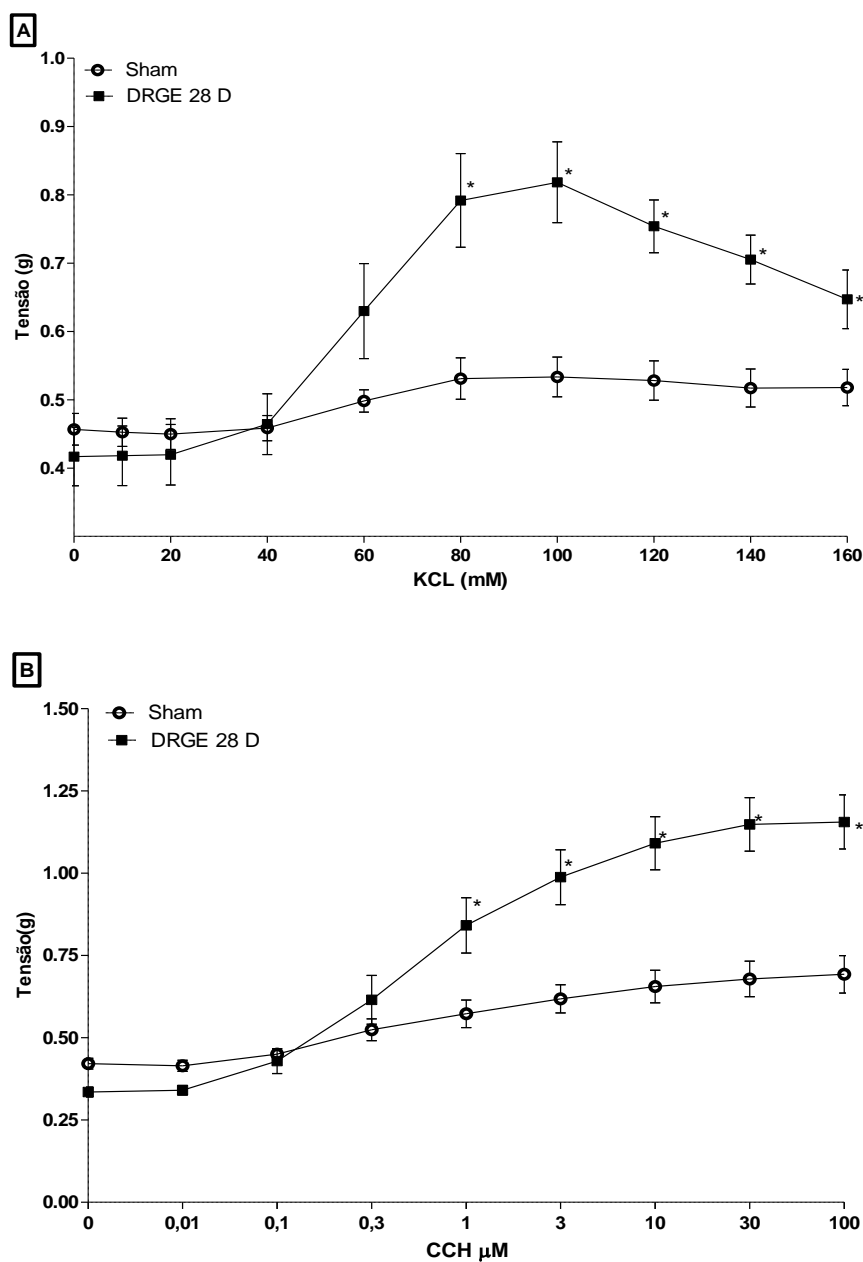 A
1.0
0.9
0.8
0.7
0.6
0.5
0.4
Sham
DRGE 28 D
Tensão (g)
* * * * *
0 20 40 60 80 100 120 140 160
KCL (mM)
B
1.50
1.25
1.00
0.75
0.50
0.25
0.00
Sham
DRGE 28 D
Tensão(g)
* * * * *
0 0,01 0,1 0,3 1 3 10 30 100
CCH μM